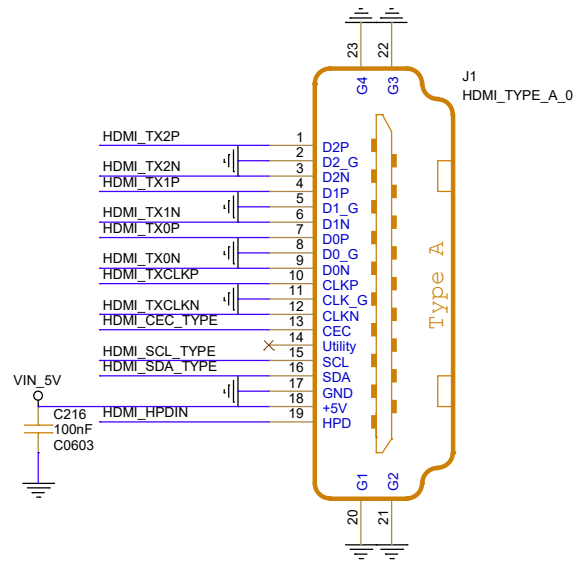 23
22
G4
G3
J1
HDMI_TYPE_A_0
HDMI_TX2P
1
D2P
2
D2_G
HDMI_TX2N
3
D2N
HDMI_TX1P
4
D1P
5
D1_G
HDMI_TX1N
6
D1N
HDMI_TX0P
7
D0P
8
D0_G
HDMI_TX0N
9
D0N
HDMI_TXCLKP
10
CLKP
11
CLK_G
HDMI_TXCLKN
12
CLKN
HDMI_CEC_TYPE
13
CEC
14
Utility
HDMI_SCL_TYPE
15
SCL
HDMI_SDA_TYPE
16
SDA
17
GND
VIN_5V
18
+5V
HDMI_HPDIN
19
HPD
C216
100nF
C0603
Type A
G1
G2
20
21